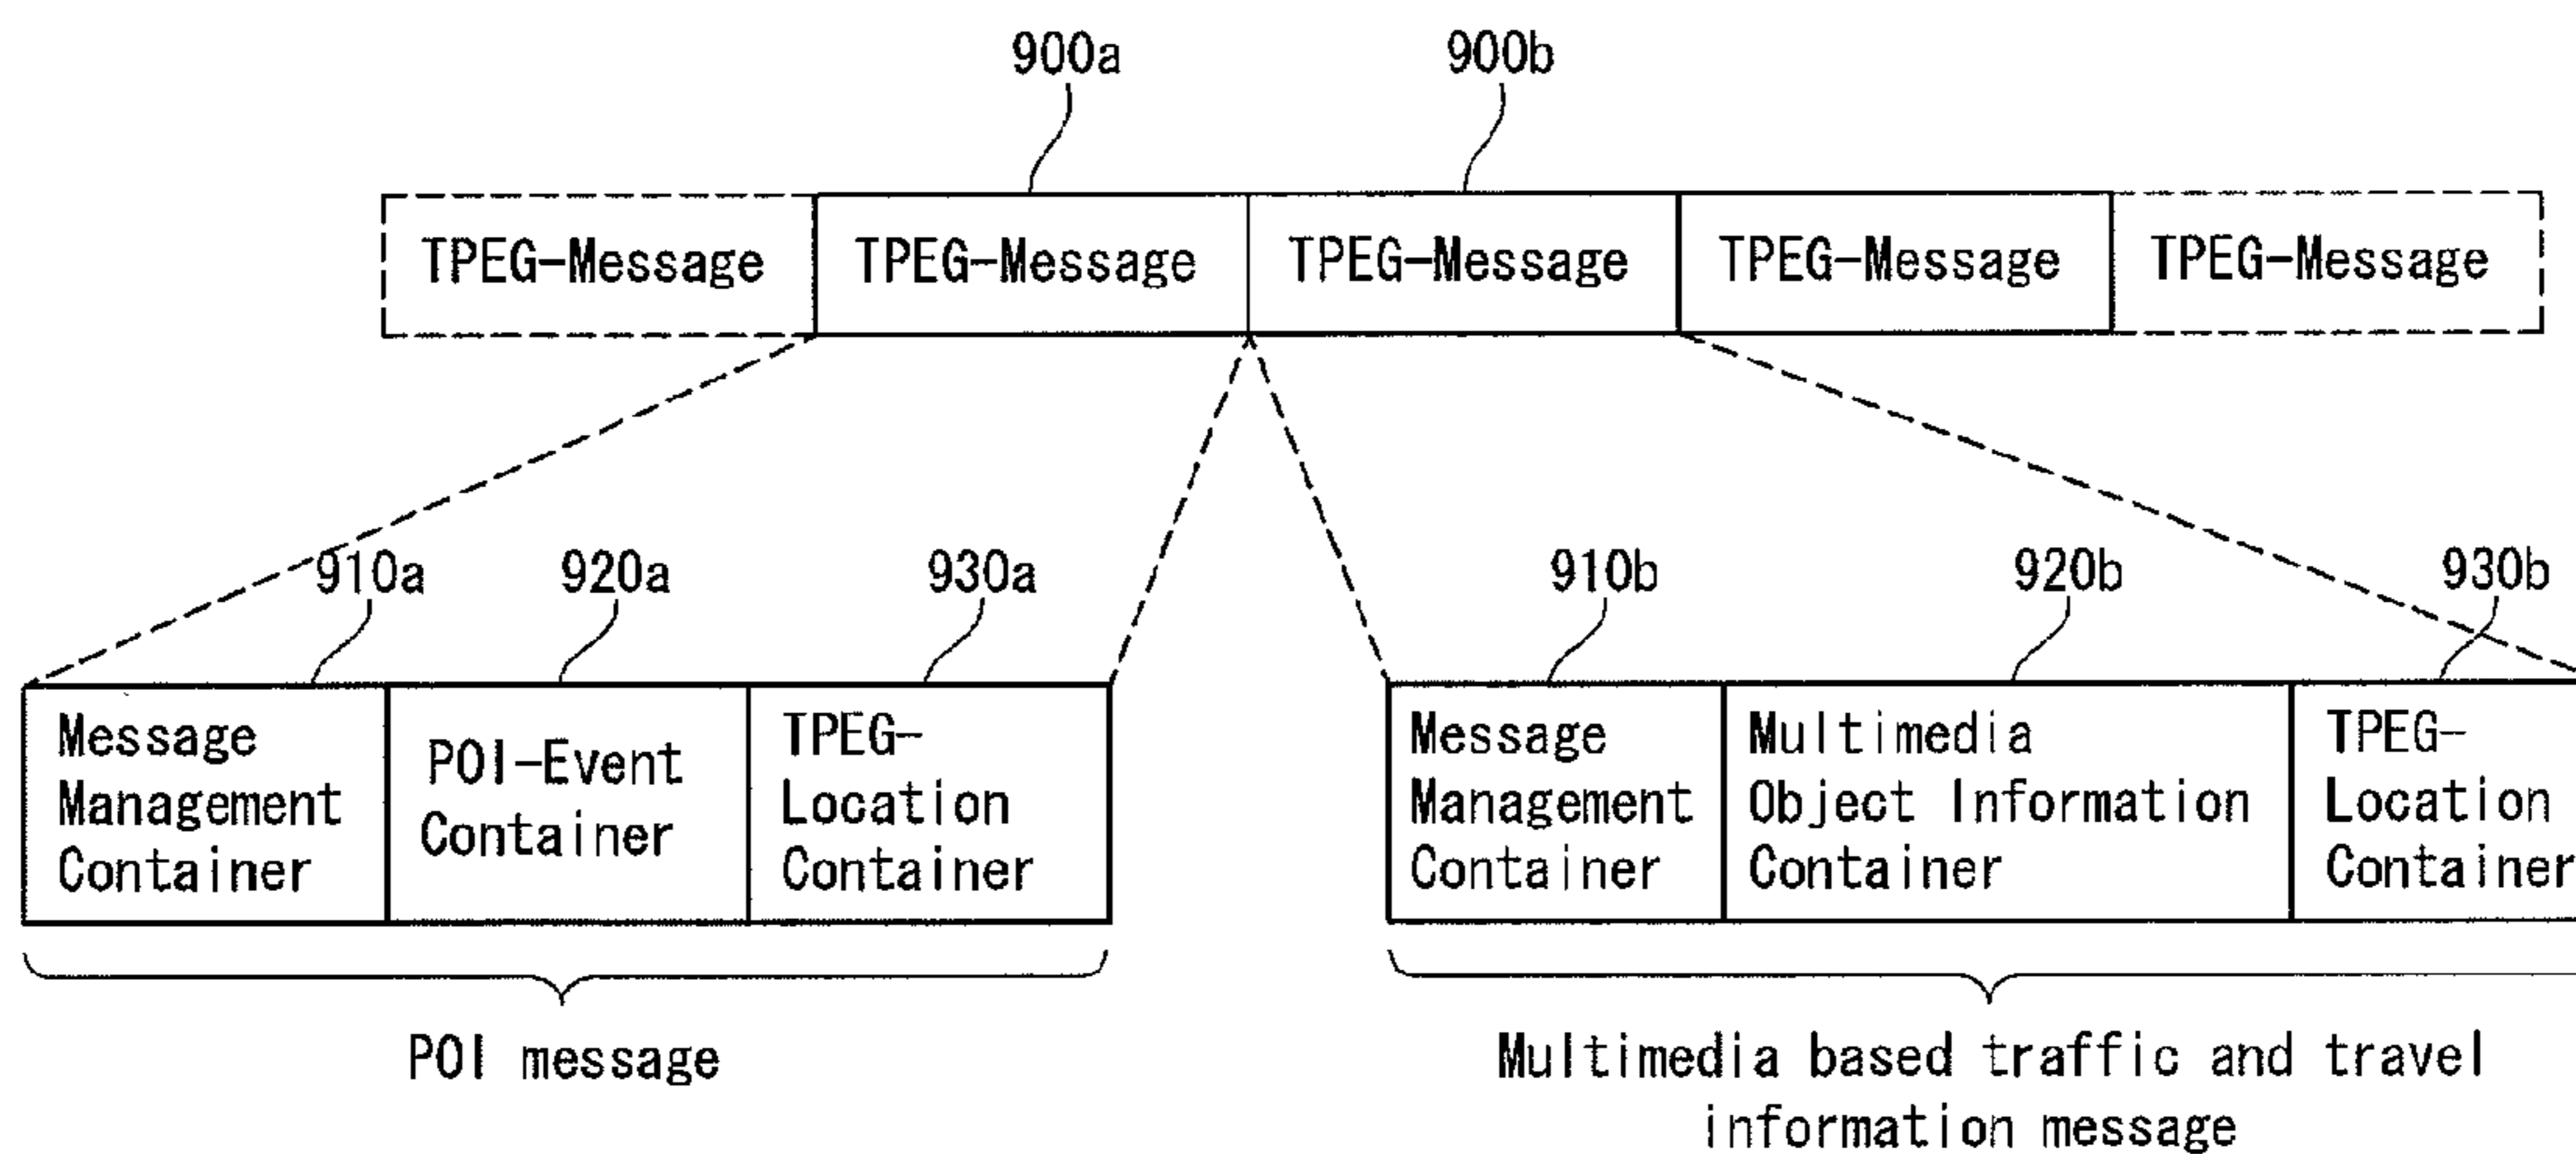 900a 900b
TPEG-Message TPEG-Message TPEG-Message TPEG-Message TPEG-Message
910a 920a 930a 910b 920b 930b
Message
Management
Container
POI-Event
Container
TPEG-
Location
Container
Message
Management
Container
Multimedia
Object Information
Container
TPEG-
Location
Container
POI message
Multimedia based traffic and travel
information message